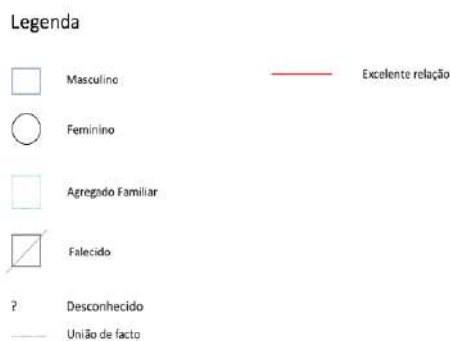 Legenda
Masculino
Excelente relação
Feminino
Agregado Familiar
Falecido
? Desconhecido
União de facto